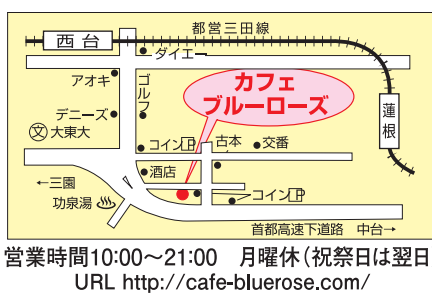 都営三田線
西台
ダイエー
アオキ
ゴルフ
カフェ
ブルーローズ
デニーズ
蓮根
文 大東大
コインP
古本
交番
酒店
←三園
コインP
功泉湯
首都高速下道路 中台→
営業時間10:00〜21:00 月曜休(祝祭日は翌日
URL http://cafe-bluerose.com/